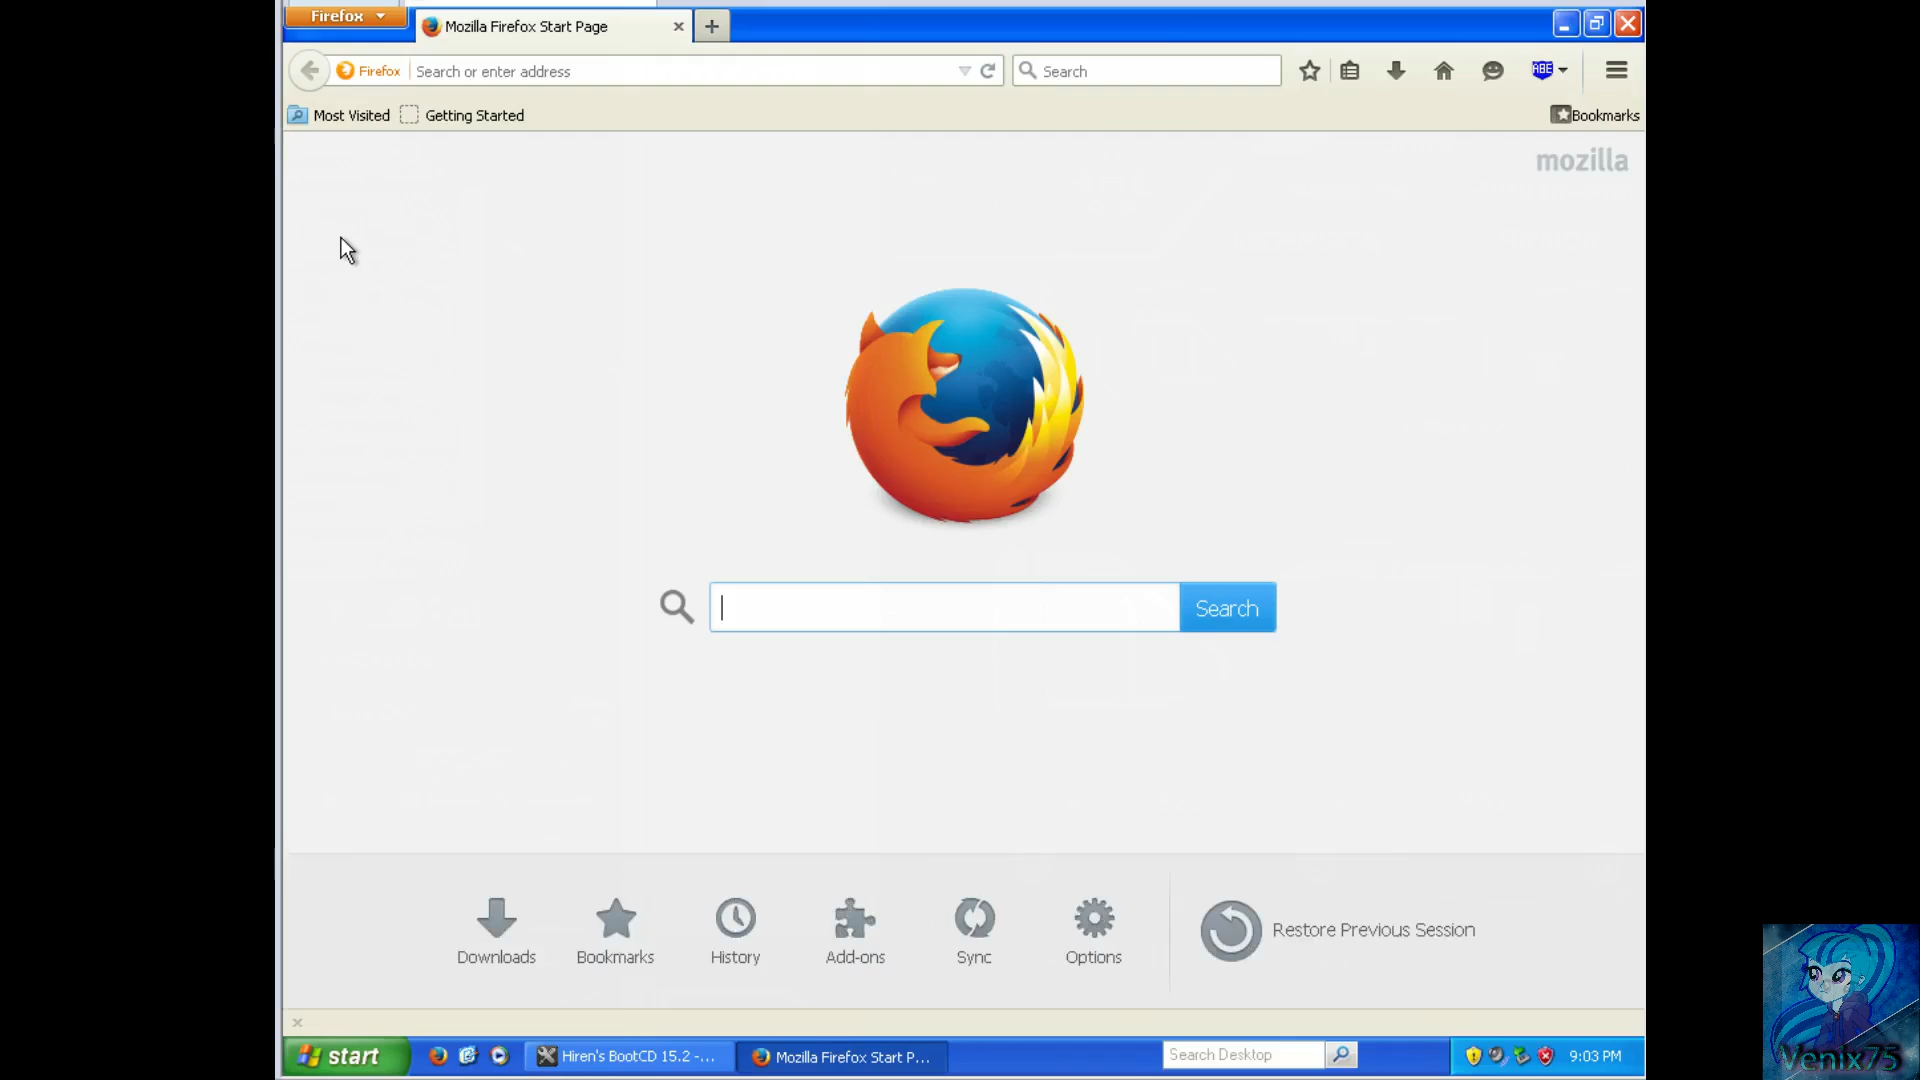 Firefox
Mozilla Firefox Start Page
Firefox
Search or enter address
Search
ABE
Most Visited
Getting Started
Bookmarks
mozilla
Search
Downloads
Bookmarks
History
Add-ons
Sync
Options
Restore Previous Session
start
Hiren's BootCD 15.2 -...
Mozilla Firefox Start P...
Search Desktop
9:03 PM
Venix75